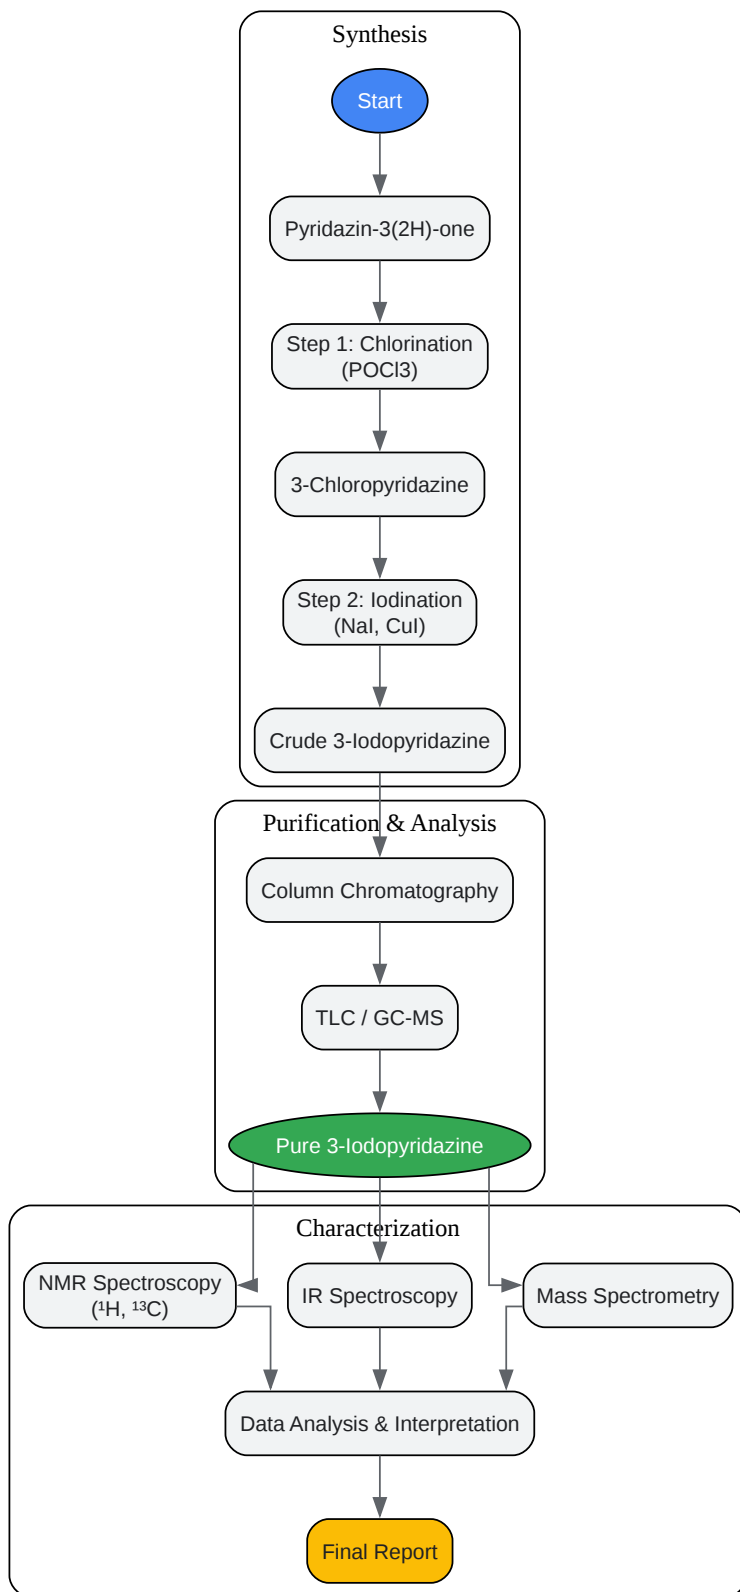 Synthesis
Start
Pyridazin-3(2H)-one
Step 1: Chlorination
(POCl3)
3-Chloropyridazine
Step 2: Iodination
(NaI, CuI)
Crude 3-Iodopyridazine
Purification & Analysis
Column Chromatography
TLC / GC-MS
Pure 3-Iodopyridazine
Characterization
NMR Spectroscopy
(¹H, ¹³C)
IR Spectroscopy
Mass Spectrometry
Data Analysis & Interpretation
Final Report